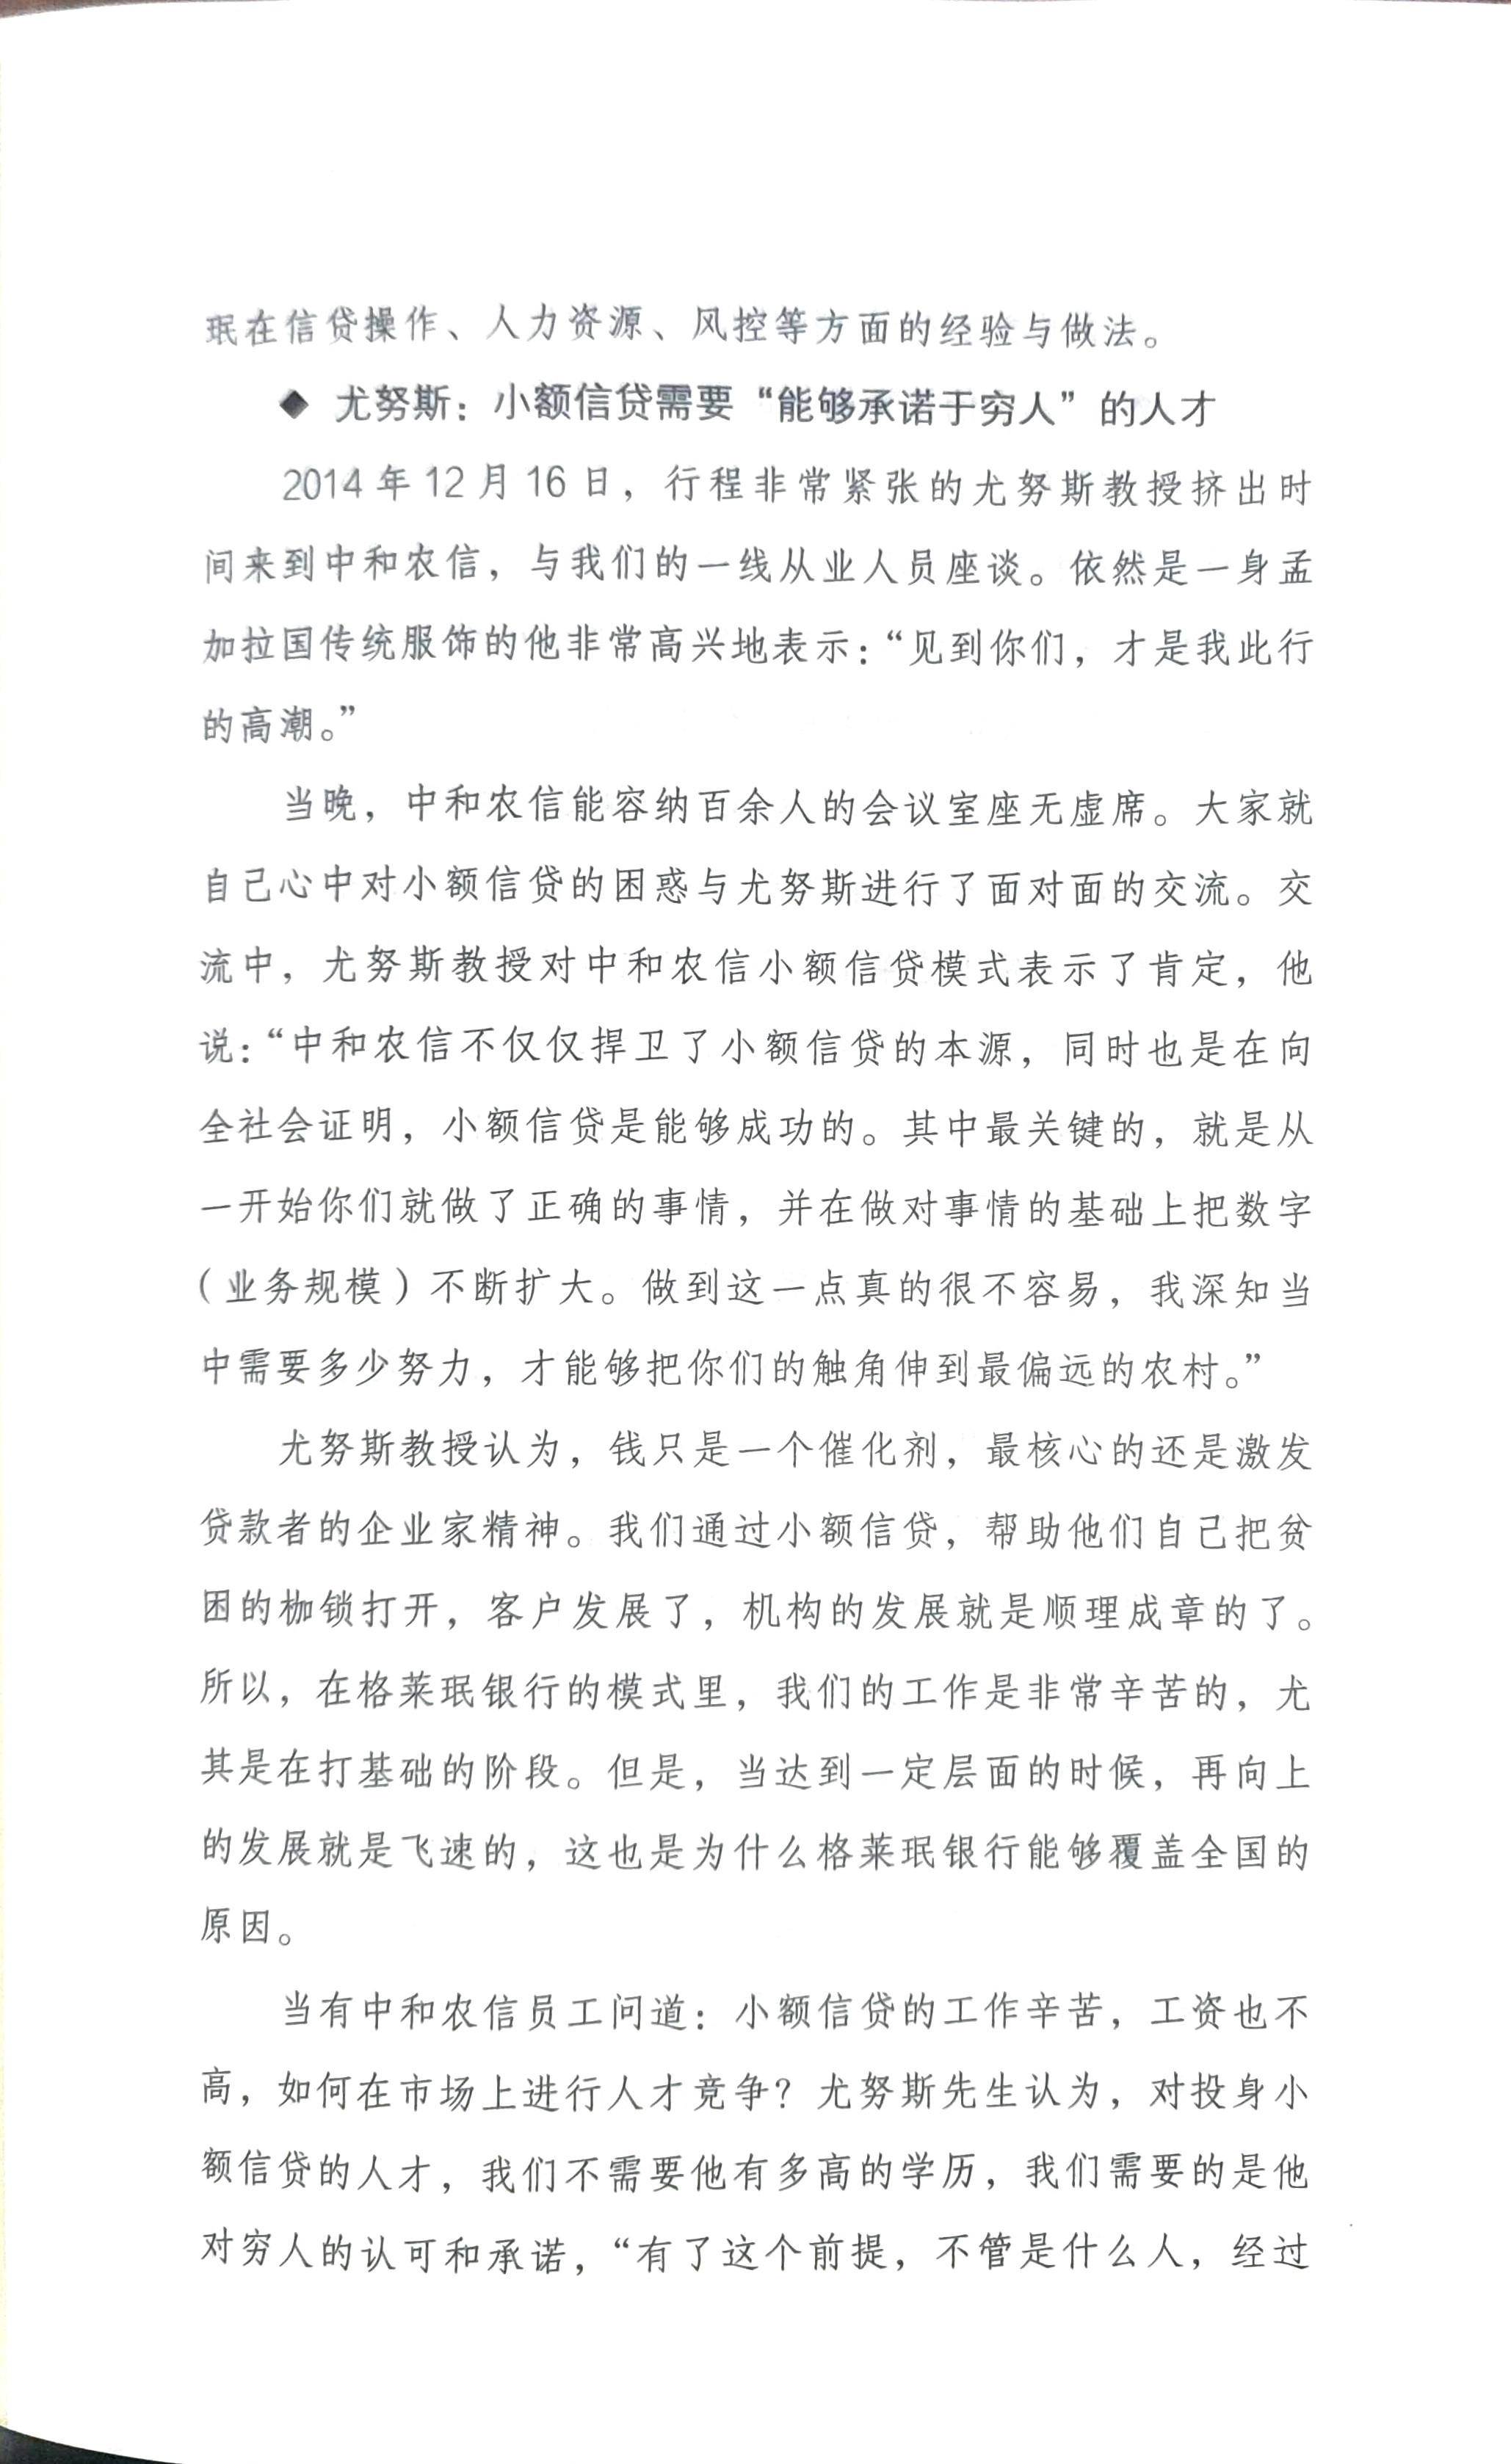 珉在信贷操作、人力资源、风控等方面的经验与做法。
◆ 尤努斯：小额信贷需要“能够承诺于穷人”的人才
2014年12月16日，行程非常紧张的尤努斯教授挤出时
间来到中和农信，与我们的一线从业人员座谈。依然是一身孟
加拉国传统服饰的他非常高兴地表示：“见到你们，才是我此行
的高潮。”
当晚，中和农信能容纳百余人的会议室座无虚席。大家就
自己心中对小额信贷的困惑与尤努斯进行了面对面的交流。交
流中，尤努斯教授对中和农信小额信贷模式表示了肯定，他
说：“中和农信不仅仅捍卫了小额信贷的本源，同时也是在向
全社会证明，小额信贷是能够成功的。其中最关键的，就是从
一开始你们就做了正确的事情，并在做对事情的基础上把数字
（业务规模）不断扩大。做到这一点真的很不容易，我深知当
中需要多少努力，才能够把你们的触角伸到最偏远的农村。”
尤努斯教授认为，钱只是一个催化剂，最核心的还是激发
贷款者的企业家精神。我们通过小额信贷，帮助他们自己把贫
困的枷锁打开，客户发展了，机构的发展就是顺理成章的了。
所以，在格莱珉银行的模式里，我们的工作是非常辛苦的，尤
其是在打基础的阶段。但是，当达到一定层面的时候，再向上
的发展就是飞速的，这也是为什么格莱珉银行能够覆盖全国的
原因。
当有中和农信员工问道：小额信贷的工作辛苦，工资也不
高，如何在市场上进行人才竞争？尤努斯先生认为，对投身小
额信贷的人才，我们不需要他有多高的学历，我们需要的是他
对穷人的认可和承诺，“有了这个前提，不管是什么人，经过